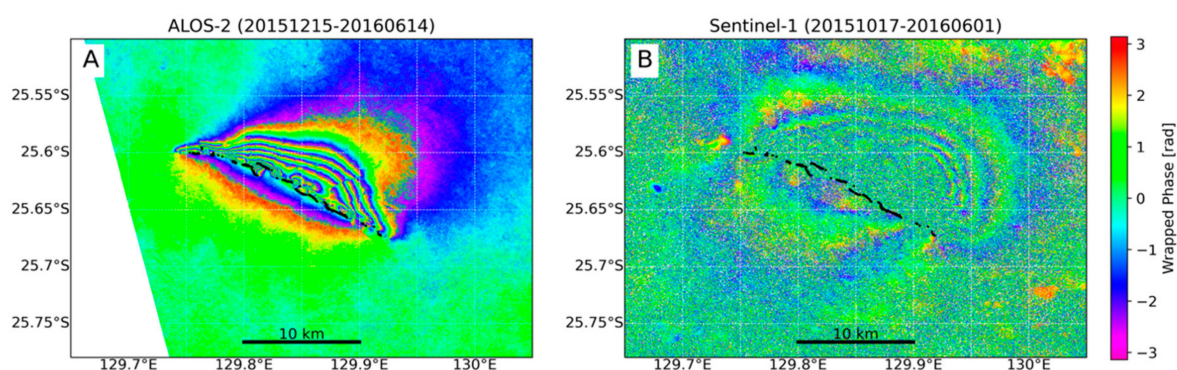 ALOS-2 (20151215-20160614)
A
25.55°S
25.6°S
25.65°S
25.7°S
25.75°S
10 km
129.7°E
129.8°E
129.9°E
130°E
Sentinel-1 (20151017-20160601)
B
25.55°S
25.6°S
25.65°S
25.7°S
25.75°S
10 km
129.7°E
129.8°E
129.9°E
130°E
3
2
1
0
−1
−2
−3
Wrapped Phase [rad]